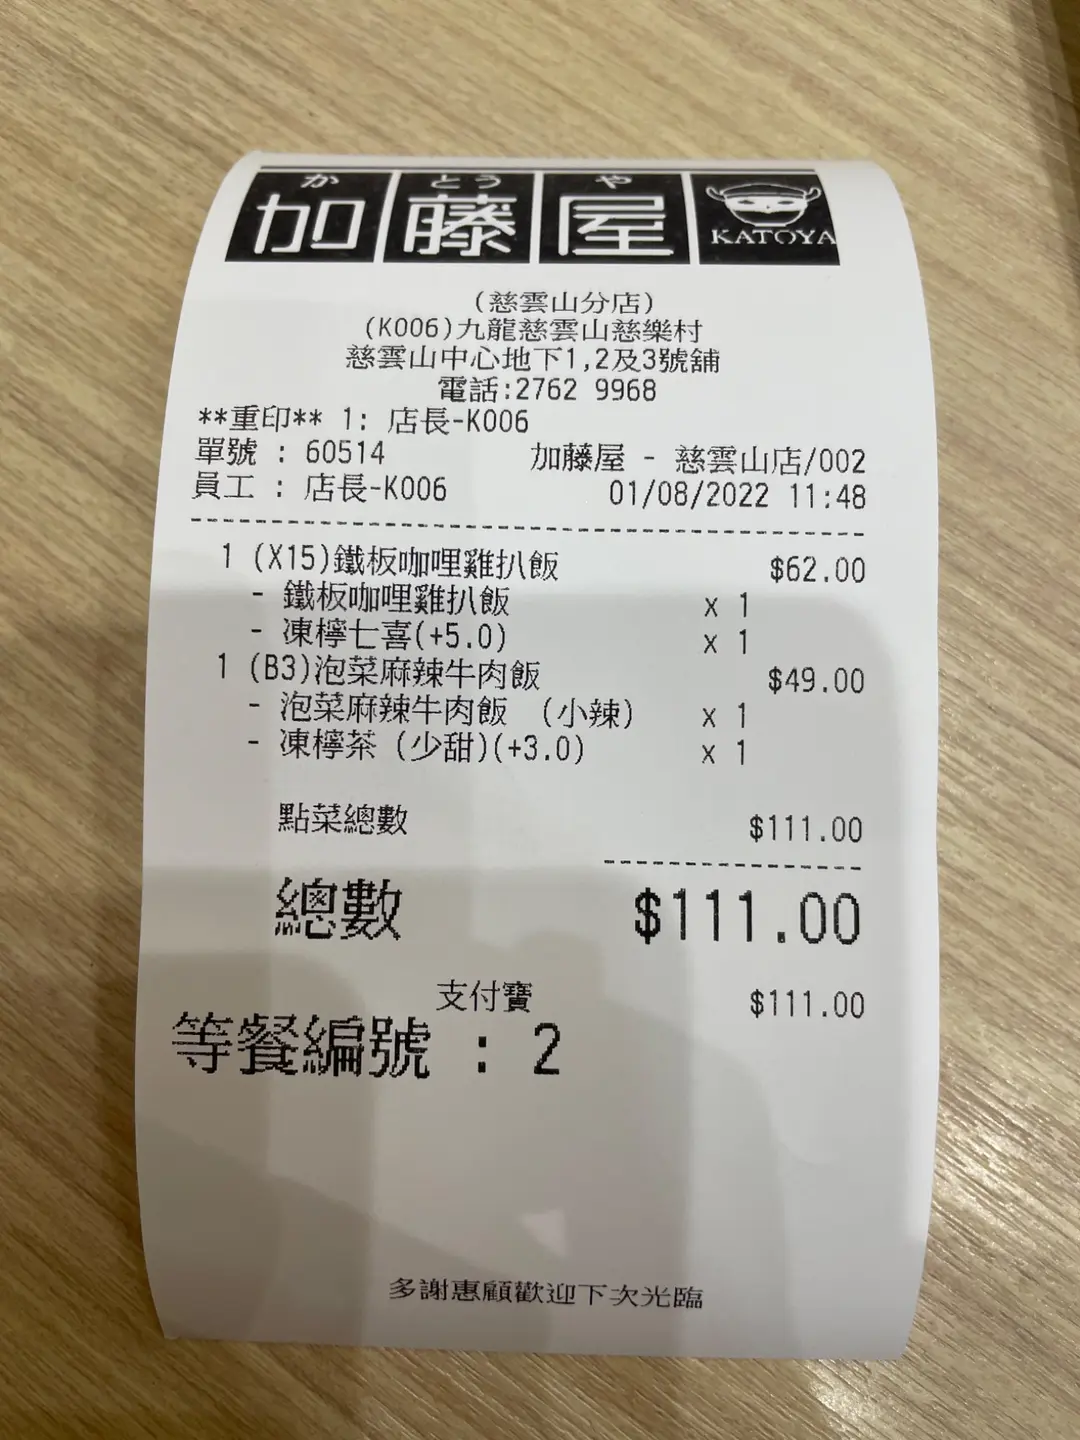 か とう や
加藤屋 KATOYA
(慈雲山分店)
(K006)九龍慈雲山慈樂村
慈雲山中心地下1,2及3號舖
電話:2762 9968
**重印** 1: 店長-K006
單號 : 60514 加藤屋 - 慈雲山店/002
員工 : 店長-K006 01/08/2022 11:48
1 (X15)鐵板咖哩雞扒飯 $62.00
- 鐵板咖哩雞扒飯 x 1
- 凍檸七喜(+5.0) x 1
1 (B3)泡菜麻辣牛肉飯 $49.00
- 泡菜麻辣牛肉飯 (小辣) x 1
- 凍檸茶 (少甜)(+3.0) x 1
點菜總數 $111.00
總數 $111.00
支付寶 $111.00
等餐編號 : 2
多謝惠顧歡迎下次光臨